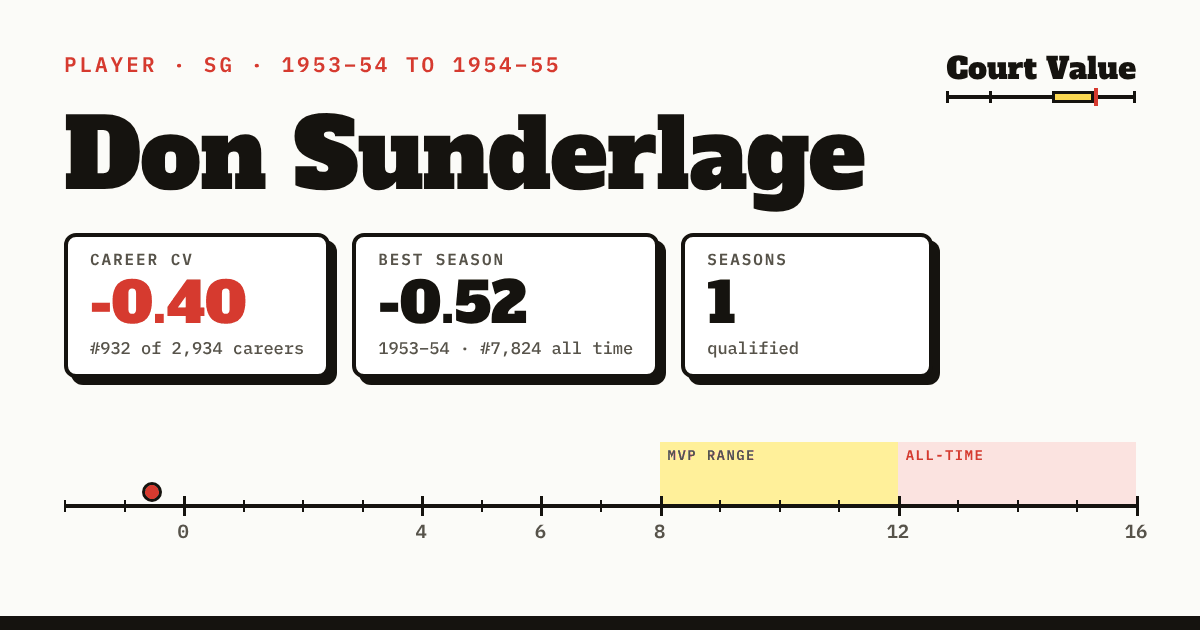 PLAYER · SG · 1953–54 TO 1954–55
Court Value
Don Sunderlage
CAREER CV
-0.40
#932 of 2,934 careers
BEST SEASON
-0.52
1953–54 · #7,824 all time
SEASONS
1
qualified
MVP RANGE
ALL-TIME
0
4
6
8
12
16